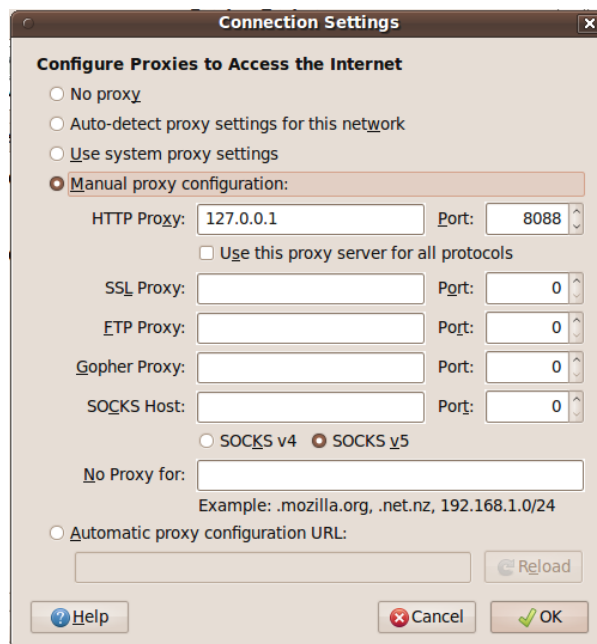 Connection Settings
Configure Proxies to Access the Internet
No proxy
Auto-detect proxy settings for this network
Use system proxy settings
Manual proxy configuration:
HTTP Proxy: 127.0.0.1 Port: 8088
Use this proxy server for all protocols
SSL Proxy: Port: 0
FTP Proxy: Port: 0
Gopher Proxy: Port: 0
SOCKS Host: Port: 0
SOCKS v4 SOCKS v5
No Proxy for:
Example: .mozilla.org, .net.nz, 192.168.1.0/24
Automatic proxy configuration URL:
Reload
Help Cancel OK